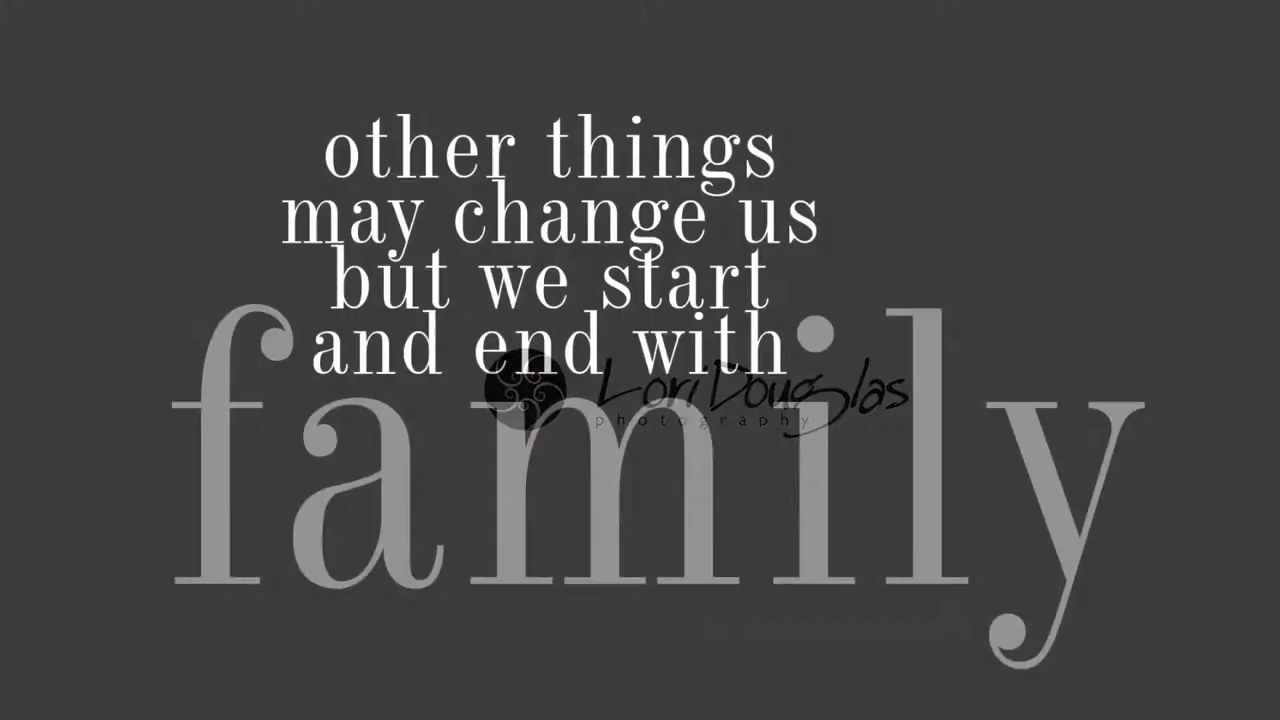 other things
may change us
but we start
and end with
family
Lori Douglas
photography